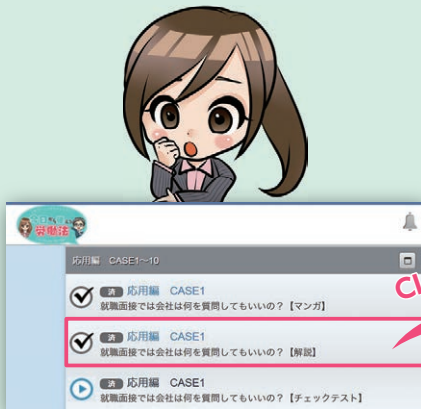 労働法
応用編 CASE1~10
済 応用編 CASE1
就職面接では会社は何を質問してもいいの?【マンガ】
済 応用編 CASE1
就職面接では会社は何を質問してもいいの?【解説】
済 応用編 CASE1
就職面接では会社は何を質問してもいいの?【チェックテスト】